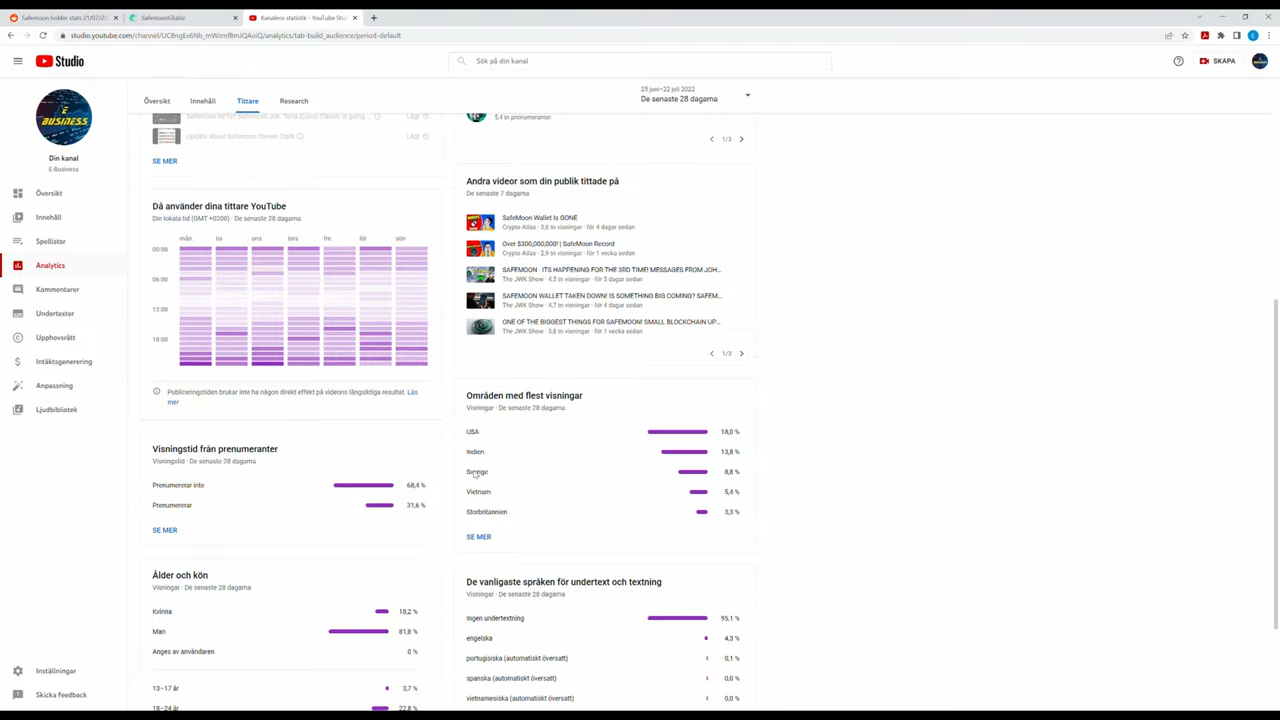 Safemoon holder stats 21/07/20
SafemoonGlubiz
Kanalens statistik - YouTube Stu
studio.youtube.com/channel/UC8ngEx6Nb_mWzmfBmJQAoiQ/analytics/tab-build_audience/period-default
Studio
Sök på din kanal
SKAPA
E BUSINESS
Din kanal
E-Business
Översikt
Innehåll
Spellistor
Analytics
Kommentarer
Undertexter
Upphovsrätt
Intäktsgenerering
Anpassning
Ljudbibliotek
Inställningar
Skicka feedback
Översikt Innehåll Tittare Research
25 juni–22 juli 2022
De senaste 28 dagarna
Lågt
Update about Safemoon Steven Clark Lågt
SE MER
Då använder dina tittare YouTube
Din lokala tid (GMT +0200) · De senaste 28 dagarna
mån. tis ons tors fre lör sön
00:00
06:00
12:00
18:00
Publiceringstiden brukar inte ha någon direkt effekt på videons långsiktiga resultat. Läs
mer
Visningstid från prenumeranter
Visningstid · De senaste 28 dagarna
Prenumererar inte 68,4 %
Prenumererar 31,6 %
SE MER
Ålder och kön
Visningar · De senaste 28 dagarna
Kvinna 18,2 %
Man 81,8 %
Anges av användaren 0 %
13–17 år 3,7 %
18–24 år 22,8 %
5,4 tn prenumeranter
1/3
Andra videor som din publik tittade på
De senaste 7 dagarna
SafeMoon Wallet Is GONE
Crypto Atlas · 3,6 tn visningar · för 4 dagar sedan
Over $300,000,000! | SafeMoon Record
Crypto Atlas · 2,9 tn visningar · för 1 vecka sedan
SAFEMOON - ITS HAPPENING FOR THE 3RD TIME! MESSAGES FROM JOH...
The JWK Show · 4,5 tn visningar · för 5 dagar sedan
SAFEMOON WALLET TAKEN DOWN! IS SOMETHING BIG COMING? SAFEM...
The JWK Show · 4,7 tn visningar · för 4 dagar sedan
ONE OF THE BIGGEST THINGS FOR SAFEMOON! SMALL BLOCKCHAIN UP...
The JWK Show · 3,8 tn visningar · för 1 vecka sedan
1/3
Områden med flest visningar
Visningar · De senaste 28 dagarna
USA 18,0 %
Indien 13,8 %
Sverige 8,8 %
Vietnam 5,4 %
Storbritannien 3,3 %
SE MER
De vanligaste språken för undertext och textning
Visningar · De senaste 28 dagarna
Ingen undertextning 95,1 %
engelska 4,3 %
portugisiska (automatiskt översatt) 0,1 %
spanska (automatiskt översatt) 0,0 %
vietnamesiska (automatiskt översatt) 0,0 %